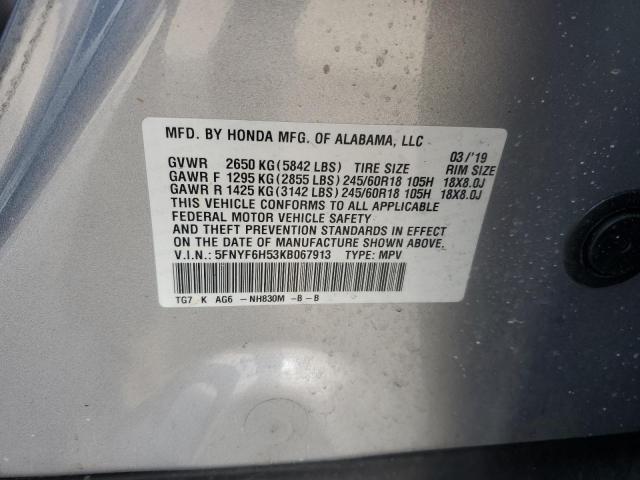 MFD. BY HONDA MFG. OF ALABAMA, LLC 03/'19
GVWR 2650 KG (5842 LBS) TIRE SIZE RIM SIZE
GAWR F 1295 KG (2855 LBS) 245/60R18 105H 18X8.0J
GAWR R 1425 KG (3142 LBS) 245/60R18 105H 18X8.0J
THIS VEHICLE CONFORMS TO ALL APPLICABLE
FEDERAL MOTOR VEHICLE SAFETY
AND THEFT PREVENTION STANDARDS IN EFFECT
ON THE DATE OF MANUFACTURE SHOWN ABOVE.
V.I.N.: 5FNYF6H53KB067913 TYPE: MPV
TG7 K AG6 -NH830M -B-B